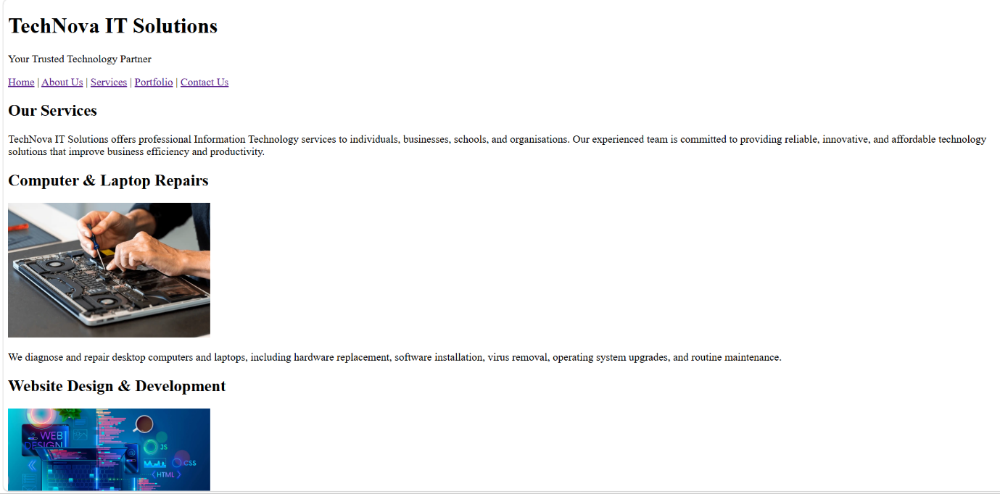 TechNova IT Solutions
Your Trusted Technology Partner
Home | About Us | Services | Portfolio | Contact Us
Our Services
TechNova IT Solutions offers professional Information Technology services to individuals, businesses, schools, and organisations. Our experienced team is committed to providing reliable, innovative, and affordable technology
solutions that improve business efficiency and productivity.
Computer & Laptop Repairs
We diagnose and repair desktop computers and laptops, including hardware replacement, software installation, virus removal, operating system upgrades, and routine maintenance.
Website Design & Development
WEB
DESIGN
JS
CSS
HTML